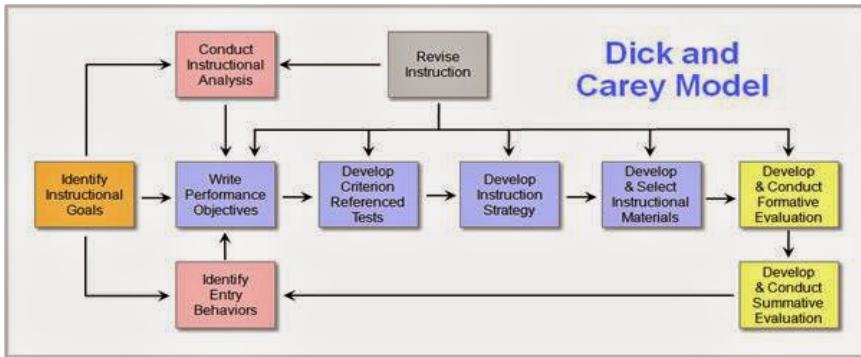 Conduct
Instructional
Analysis
Revise
Instruction
Dick and
Carey Model
Identify
Instructional
Goals
Write
Performance
Objectives
Develop
Criterion
Referenced
Tests
Develop
Instruction
Strategy
Develop
& Select
Instructional
Materials
Develop
& Conduct
Formative
Evaluation
Identify
Entry
Behaviors
Develop
& Conduct
Summative
Evaluation